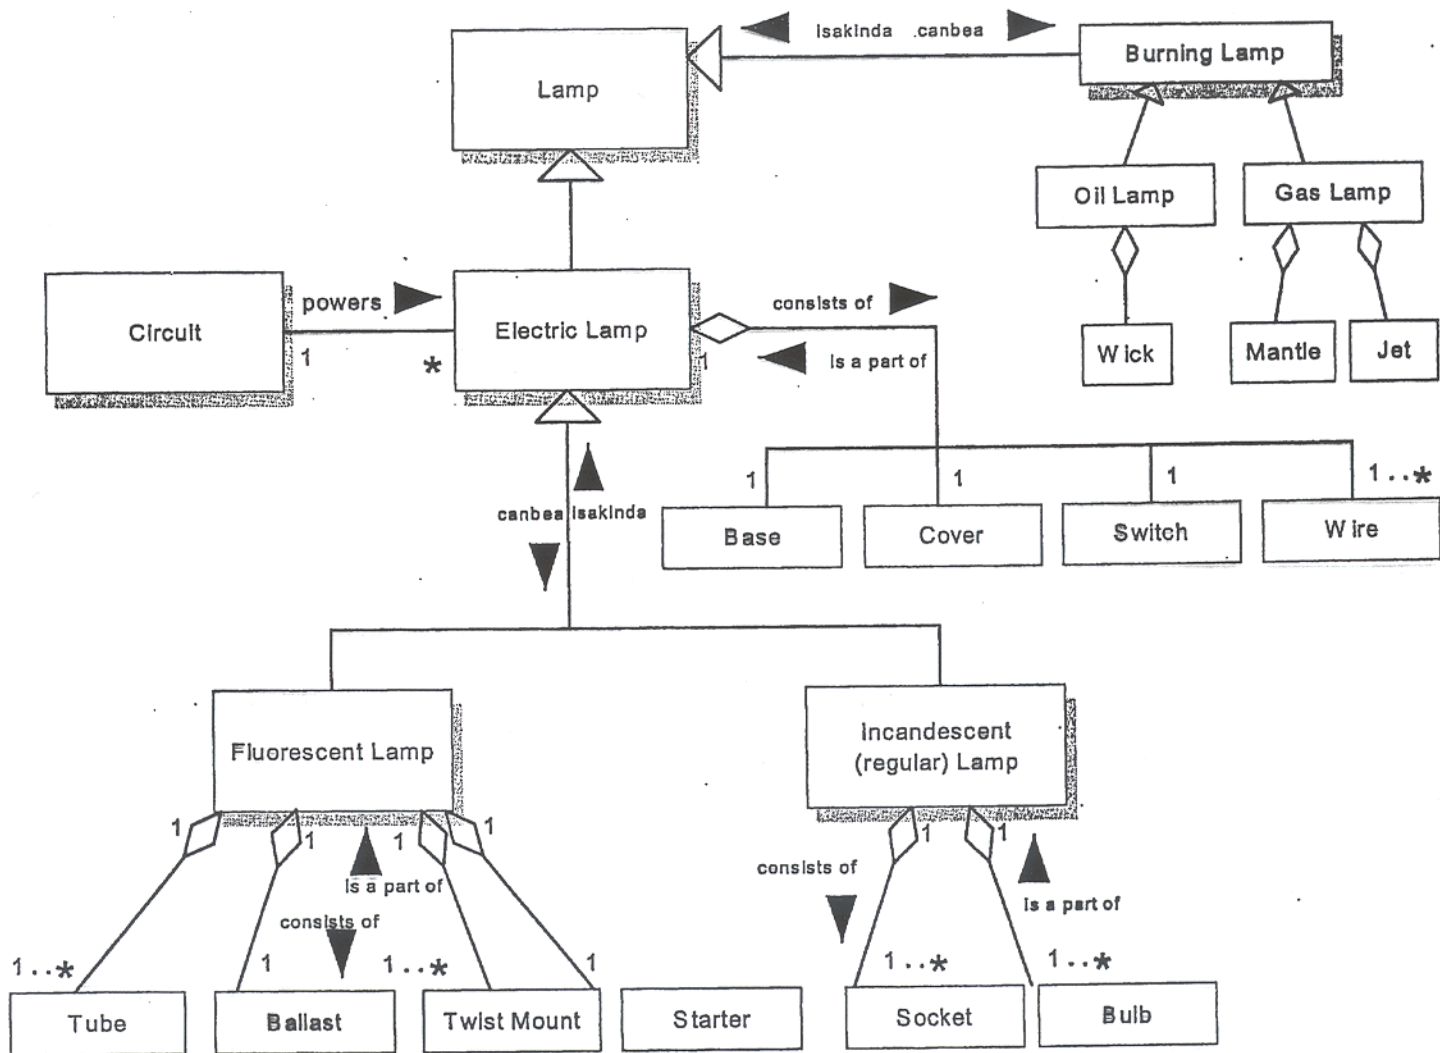 Isakinda canbea
Burning Lamp
Lamp
Oil Lamp
Gas Lamp
Circuit
powers
1
*
Electric Lamp
1
consists of
is a part of
Wick
Mantle
Jet
1
1
1
1..*
Base
Cover
Switch
Wire
canbea isakinda
Fluorescent Lamp
Incandescent
(regular) Lamp
1
1
1
1
is a part of
consists of
1..*
1
1..*
1
1
1
consists of
is a part of
1..*
1..*
Tube
Ballast
Twist Mount
Starter
Socket
Bulb